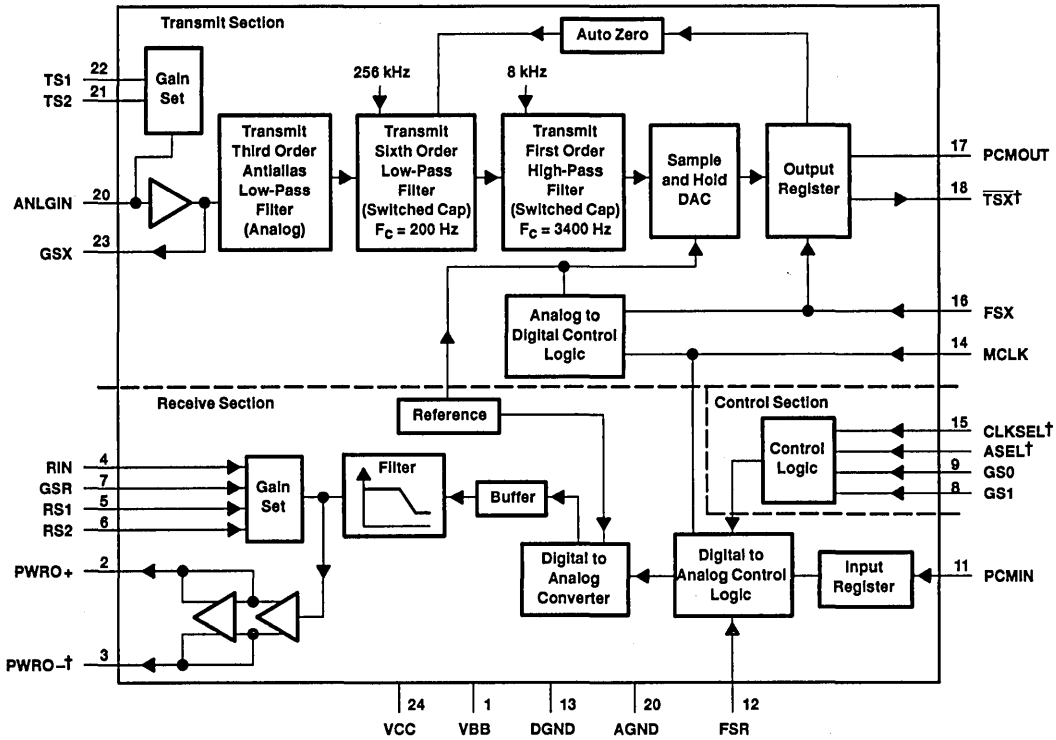 Transmit Section
Auto Zero
22
TS1
21
TS2
Gain
Set
256 kHz
8 kHz
Transmit
Third Order
Antialias
Low-Pass
Filter
(Analog)
Transmit
Sixth Order
Low-Pass
Filter
(Switched Cap)
FC = 200 Hz
Transmit
First Order
High-Pass
Filter
(Switched Cap)
FC = 3400 Hz
Sample
and Hold
DAC
Output
Register
17
PCMOUT
18
TSX†
20
ANLGIN
23
GSX
Analog to
Digital Control
Logic
16
FSX
14
MCLK
Receive Section
Reference
Control Section
Control
Logic
15
CLKSEL†
ASEL†
9
GS0
8
GS1
4
RIN
7
GSR
5
RS1
6
RS2
Gain
Set
Filter
Buffer
2
PWRO+
3
PWRO–†
Digital to
Analog
Converter
Digital to
Analog Control
Logic
Input
Register
11
PCMIN
24
VCC
1
VBB
13
DGND
20
AGND
12
FSR